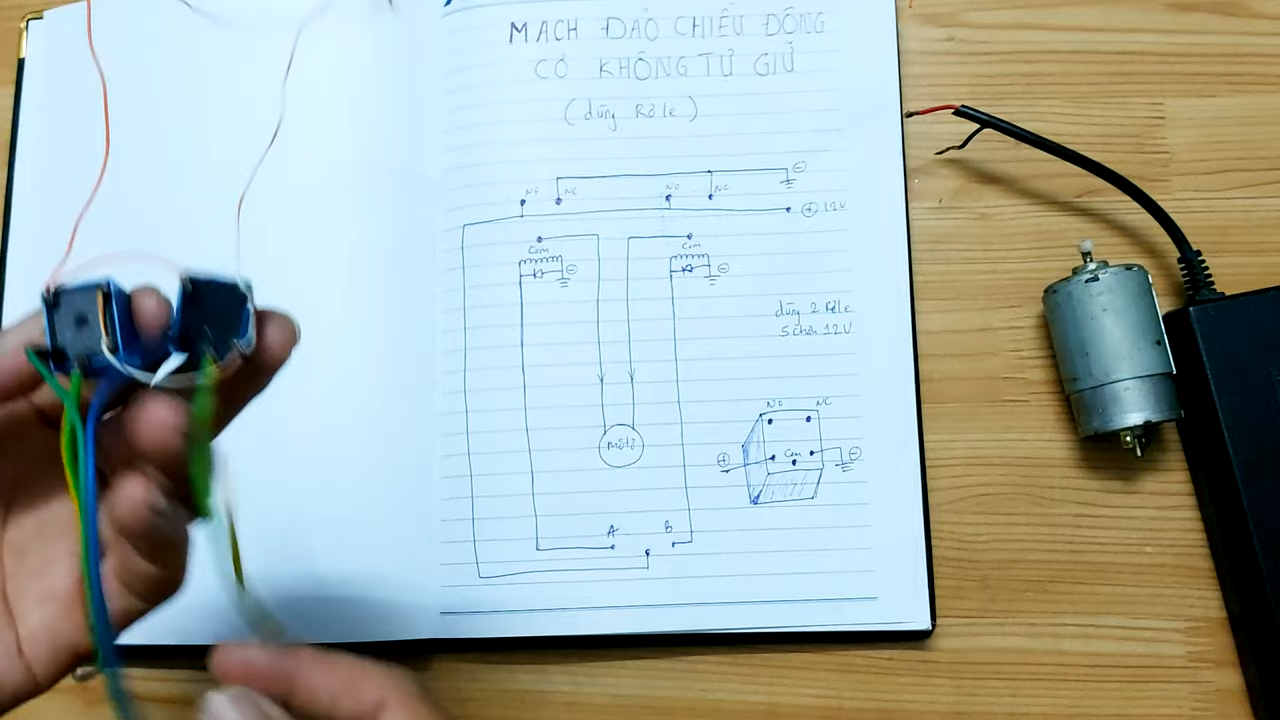 MẠCH ĐẢO CHIỀU ĐỘNG
CƠ KHÔNG TỰ GIỮ
(dùng Rơle)
NO NC NO NC ⊖
⊕ 12V
Com Com
⊖ ⊖
dùng 2 Rơle
5 chân 12V
môtơ
NO NC
⊕ Com ⊖
A B